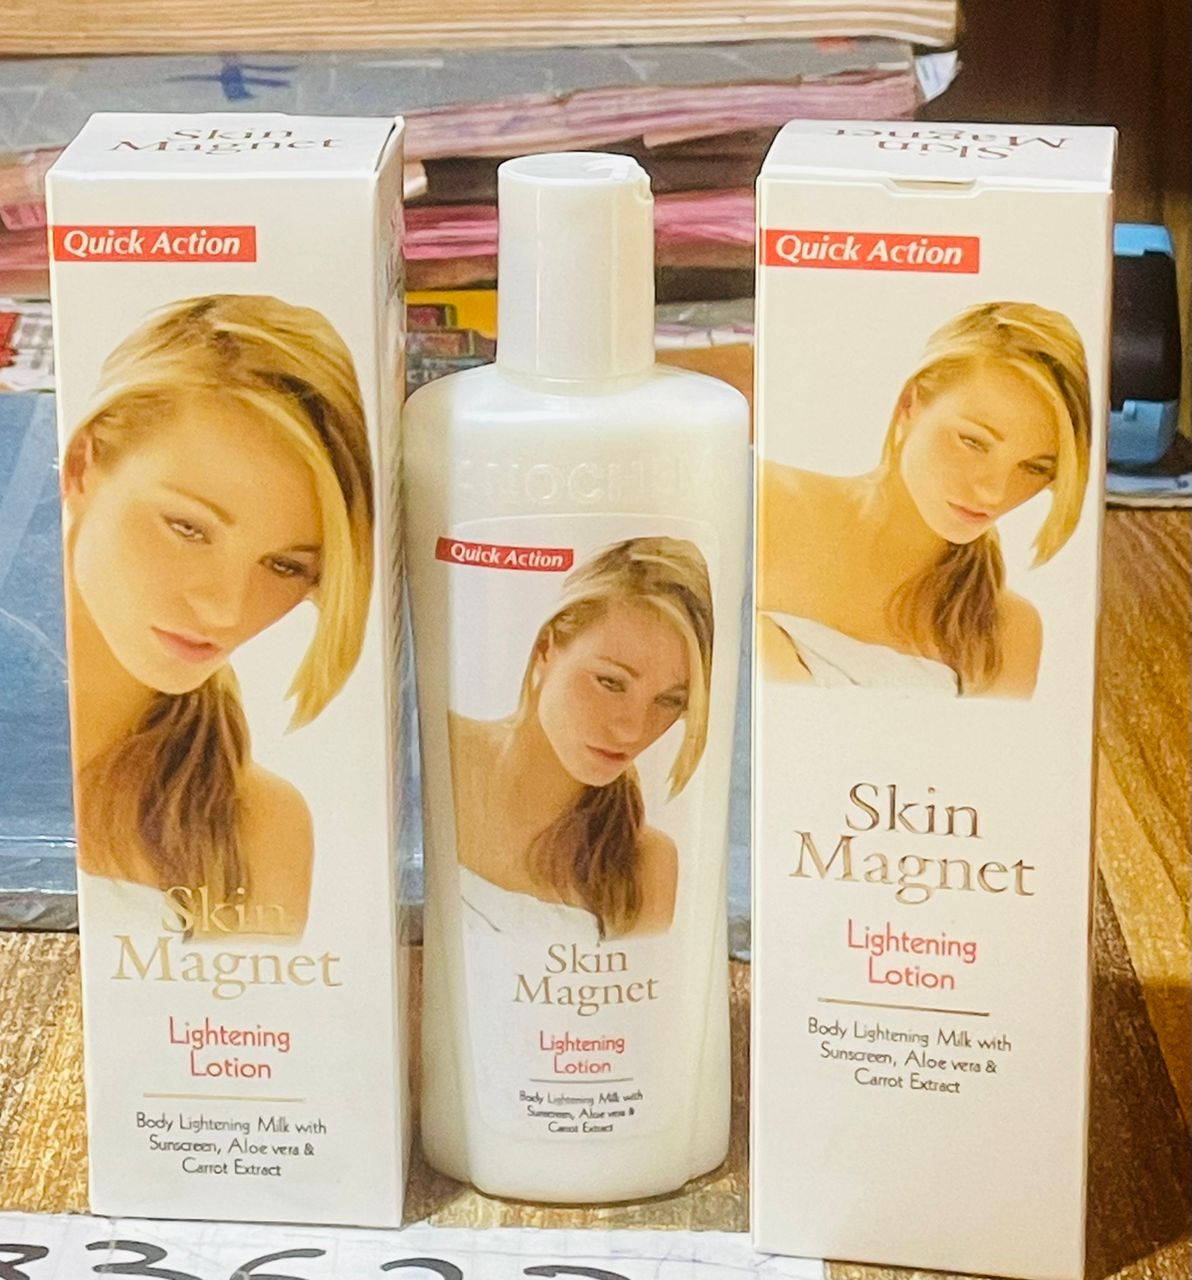 Skin
Magnet
Quick Action
Skin
Magnet
Lightening
Lotion
Body Lightening Milk with
Sunscreen, Aloe vera &
Carrot Extract
Quick Action
Skin
Magnet
Lightening
Lotion
Body Lightening Milk with
Sunscreen, Aloe vera &
Carrot Extract
Skin
Magnet
Quick Action
Skin
Magnet
Lightening
Lotion
Body Lightening Milk with
Sunscreen, Aloe vera &
Carrot Extract